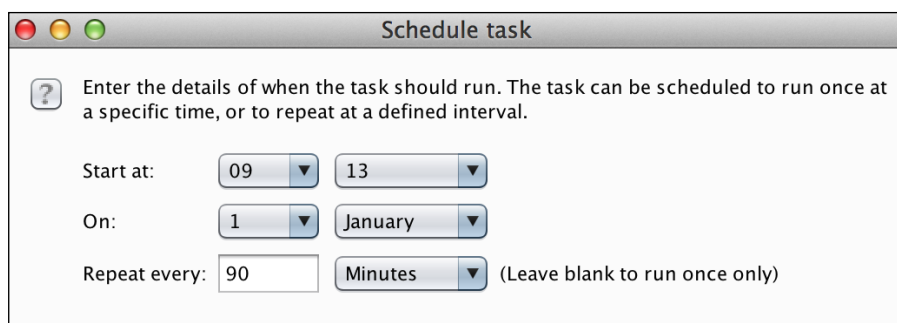 Schedule task
? Enter the details of when the task should run. The task can be scheduled to run once at
a specific time, or to repeat at a defined interval.
Start at: 09 13
On: 1 January
Repeat every: 90 Minutes (Leave blank to run once only)